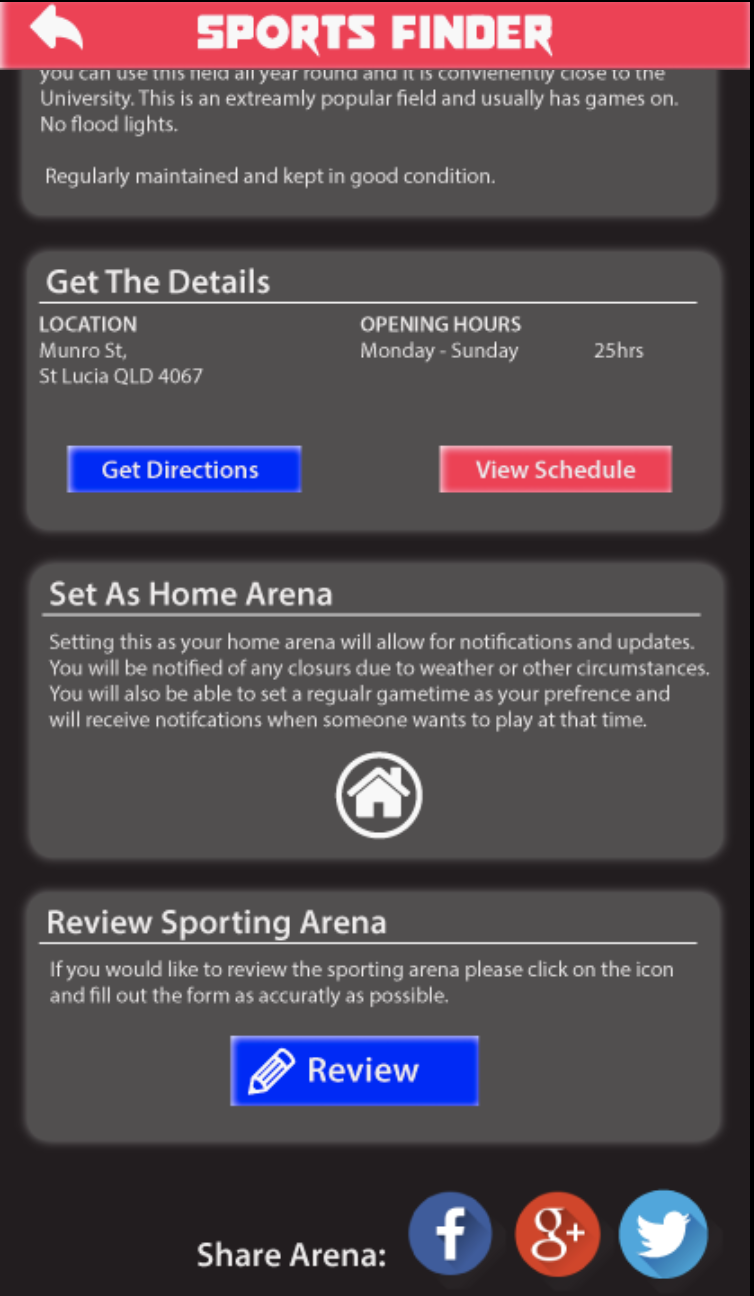 SPORTS FINDER
you can use this field all year round and it is convienently close to the
University. This is an extreamly popular field and usually has games on.
No flood lights.
Regularly maintained and kept in good condition.
Get The Details
LOCATION OPENING HOURS
Munro St, Monday - Sunday 25hrs
St Lucia QLD 4067
Get Directions View Schedule
Set As Home Arena
Setting this as your home arena will allow for notifications and updates.
You will be notified of any closurs due to weather or other circumstances.
You will also be able to set a regualr gametime as your prefrence and
will receive notifcations when someone wants to play at that time.
Review Sporting Arena
If you would like to review the sporting arena please click on the icon
and fill out the form as accuratly as possible.
Review
Share Arena: f g+